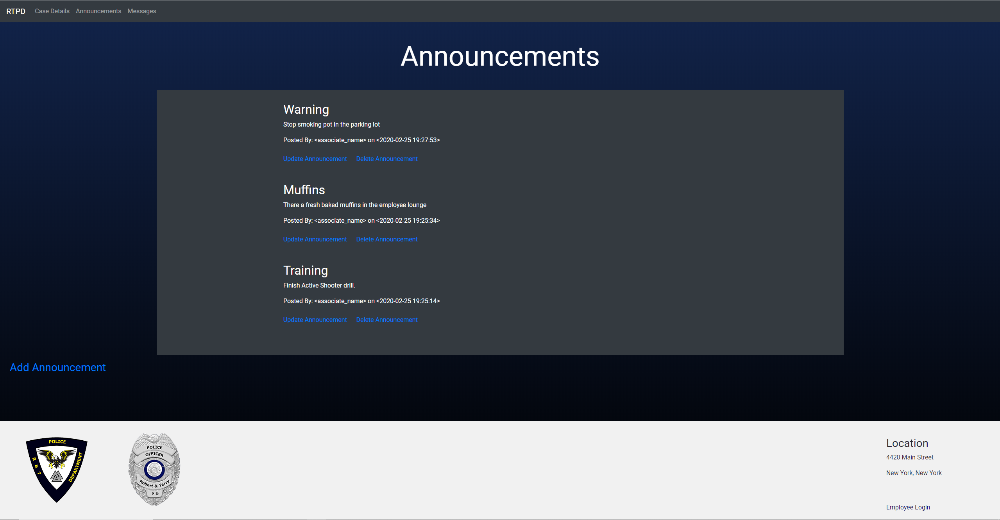 RTPD Case Details Announcements Messages
Announcements
Warning
Stop smoking pot in the parking lot
Posted By: <associate_name> on <2020-02-25 19:27:53>
Update Announcement Delete Announcement
Muffins
There a fresh baked muffins in the employee lounge
Posted By: <associate_name> on <2020-02-25 19:25:34>
Update Announcement Delete Announcement
Training
Finish Active Shooter drill.
Posted By: <associate_name> on <2020-02-25 19:25:14>
Update Announcement Delete Announcement
Add Announcement
POLICE
R & T
DEPARTMENT
POLICE
OFFICER
Robert & Terry
PD
Location
4420 Main Street
New York, New York
Employee Login